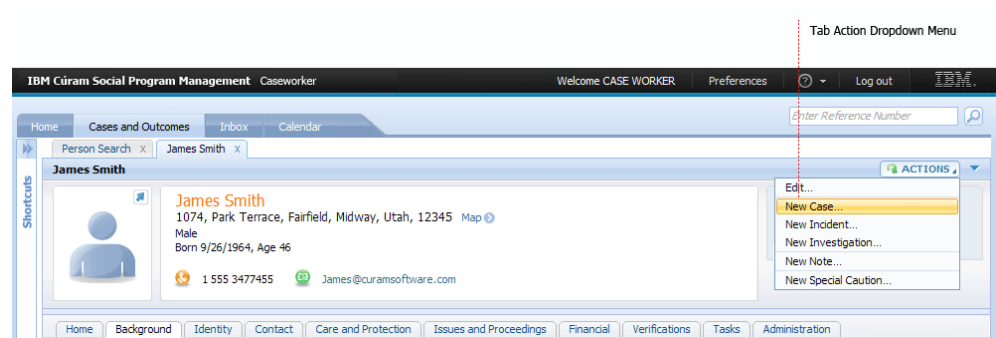 Tab Action Dropdown Menu
IBM Cúram Social Program Management Caseworker Welcome CASE WORKER Preferences ? Log out IBM.
Enter Reference Number
Home Cases and Outcomes Inbox Calendar
Person Search X James Smith X
James Smith ACTIONS
Shortcuts
James Smith
1074, Park Terrace, Fairfield, Midway, Utah, 12345 Map
Male
Born 9/26/1964, Age 46
1 555 3477455 James@curamsoftware.com
Edit...
New Case...
New Incident...
New Investigation...
New Note...
New Special Caution...
Home Background Identity Contact Care and Protection Issues and Proceedings Financial Verifications Tasks Administration